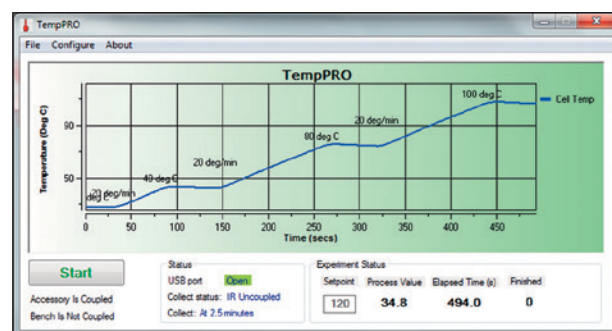 TempPRO
File Configure About
TempPRO
100 deg C
Cell Temp
20 deg/min
80 deg C
20 deg/min
40 deg C
20 deg/min
deg C
Temperature (Deg C)
90
50
0 50 100 150 200 250 300 350 400 450
Time (secs)
Start
Accessory Is Coupled
Bench Is Not Coupled
Status
USB port Open
Collect status: IR Uncoupled
Collect: At 2.5 minutes
Experiment Status
Setpoint Process Value Elapsed Time (s) Finished
120 34.8 494.0 0